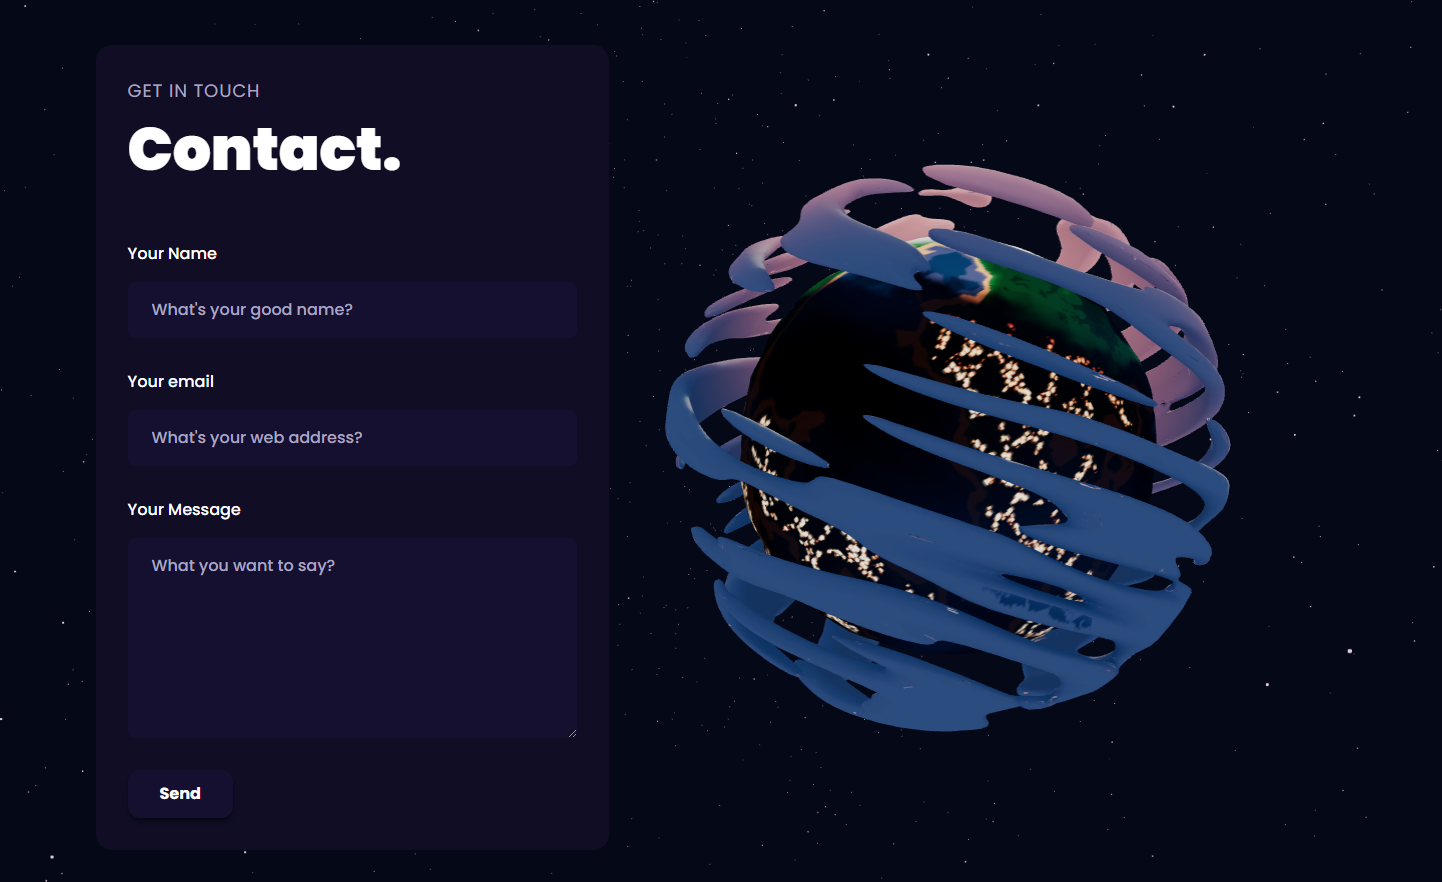 GET IN TOUCH
Contact.
Your Name
What's your good name?
Your email
What's your web address?
Your Message
What you want to say?
Send